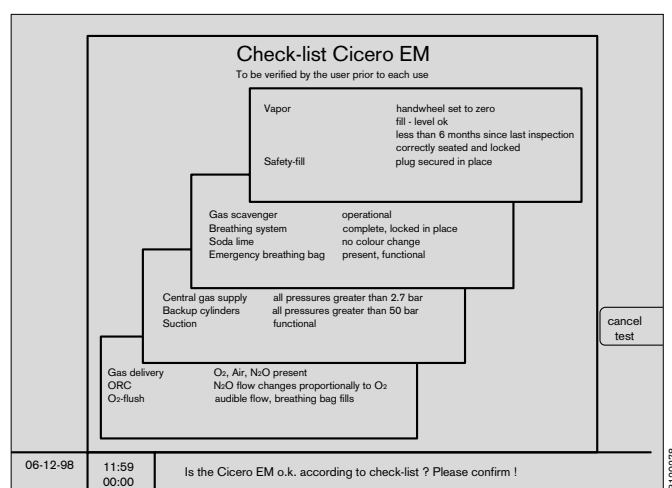 Check-list Cicero EM
To be verified by the user prior to each use
Vapor handwheel set to zero
fill - level ok
less than 6 months since last inspection
correctly seated and locked
Safety-fill plug secured in place
Gas scavenger operational
Breathing system complete, locked in place
Soda lime no colour change
Emergency breathing bag present, functional
Central gas supply all pressures greater than 2.7 bar
Backup cylinders all pressures greater than 50 bar
Suction functional
Gas delivery O₂, Air, N₂O present
ORC N₂O flow changes proportionally to O₂
O₂-flush audible flow, breathing bag fills
cancel
test
06-12-98 11:59
00:00
Is the Cicero EM o.k. according to check-list ? Please confirm !